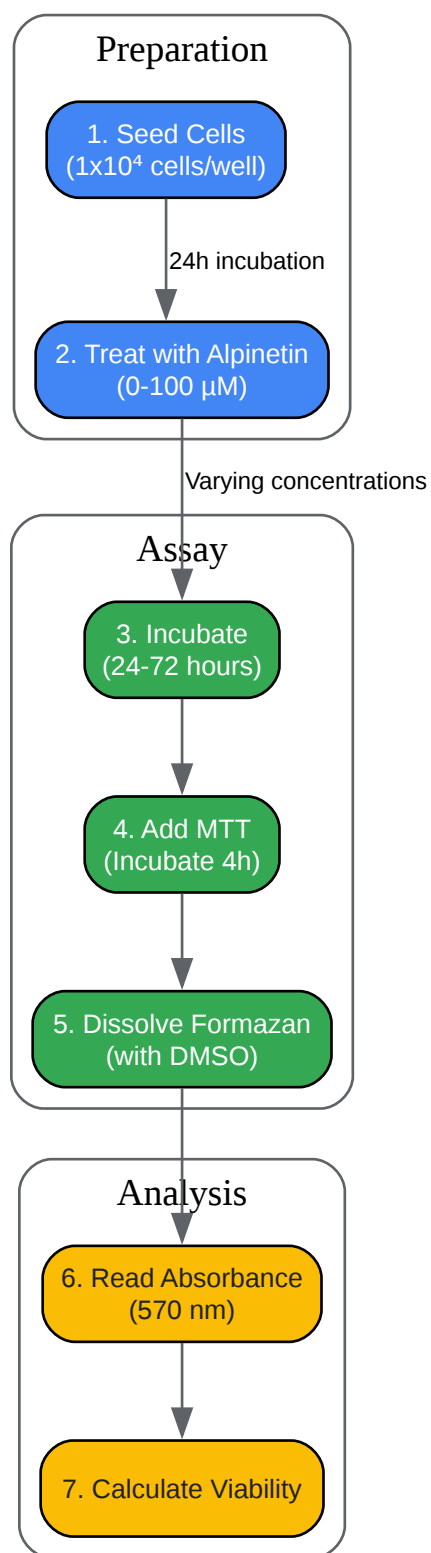 Preparation
1. Seed Cells
(1x10⁴ cells/well)
24h incubation
2. Treat with Alpinetin
(0-100 µM)
Varying concentrations
Assay
3. Incubate
(24-72 hours)
4. Add MTT
(Incubate 4h)
5. Dissolve Formazan
(with DMSO)
Analysis
6. Read Absorbance
(570 nm)
7. Calculate Viability